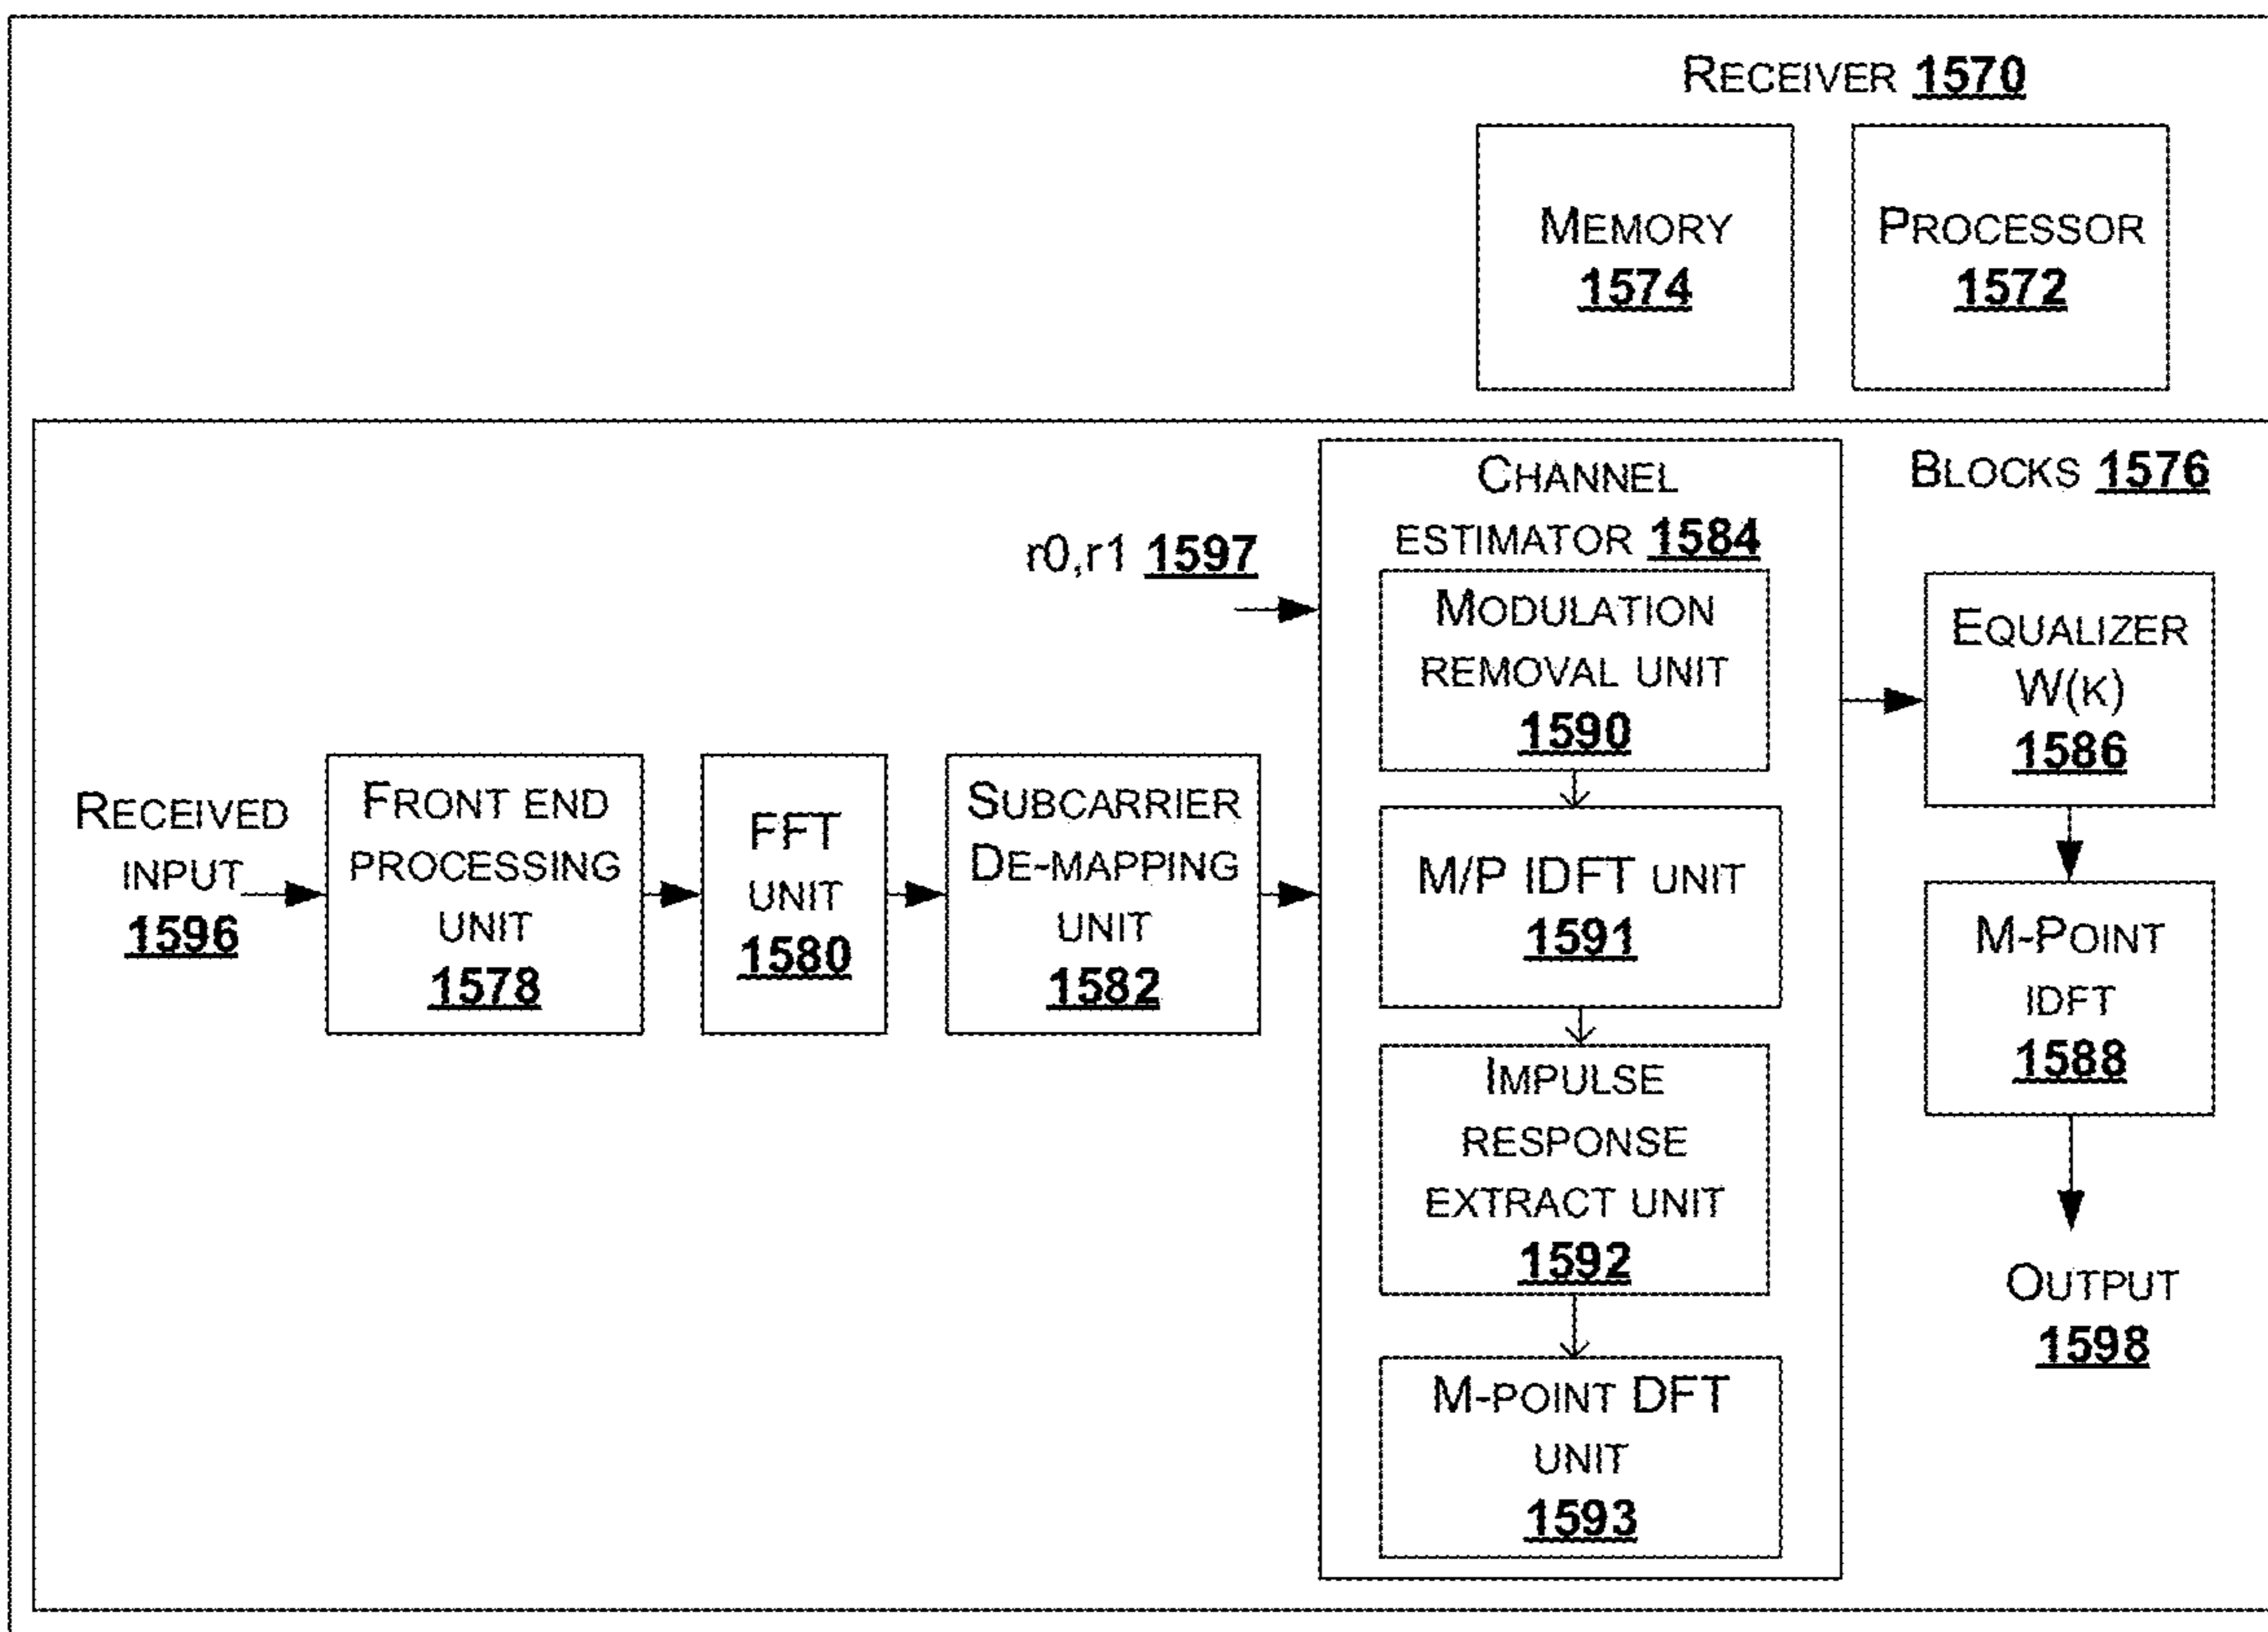 RECEIVER 1570
MEMORY
1574
PROCESSOR
1572
BLOCKS 1576
RECEIVED
INPUT
1596
FRONT END
PROCESSING
UNIT
1578
FFT
UNIT
1580
SUBCARRIER
DE-MAPPING
UNIT
1582
r0,r1 1597
CHANNEL
ESTIMATOR 1584
MODULATION
REMOVAL UNIT
1590
M/P IDFT UNIT
1591
IMPULSE
RESPONSE
EXTRACT UNIT
1592
M-POINT DFT
UNIT
1593
EQUALIZER
W(K)
1586
M-POINT
IDFT
1588
OUTPUT
1598